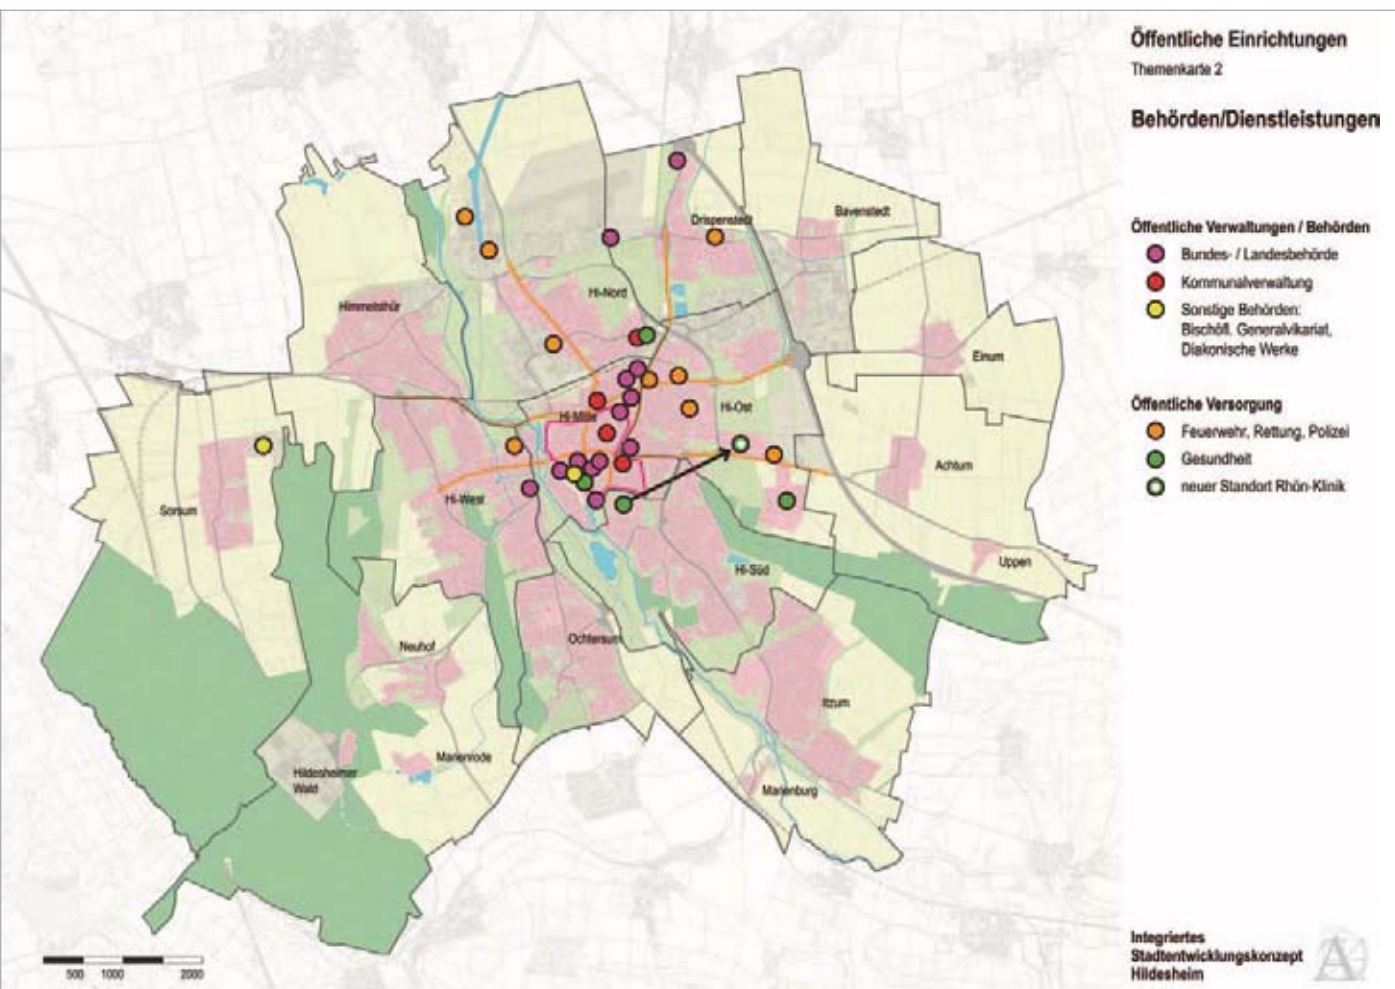 Öffentliche Einrichtungen
Themenkarte 2
Behörden/Dienstleistungen
Öffentliche Verwaltungen / Behörden
Bundes- / Landesbehörde
Kommunalverwaltung
Sonstige Behörden:
Bischöfl. Generalvikariat,
Diakonische Werke
Öffentliche Versorgung
Feuerwehr, Rettung, Polizei
Gesundheit
neuer Standort Rhön-Klinik
Drispenstedt
Bavenstedt
Hi-Nord
Himmelsthür
Einum
Hi-Mitte
Hi-Ost
Achtum
Hi-West
Sorsum
Uppen
Hi-Süd
Ochtersum
Neuhof
Itzum
Marienrode
Hildesheimer
Wald
Marienburg
500 1000 2000
Integriertes
Stadtentwicklungskonzept
Hildesheim